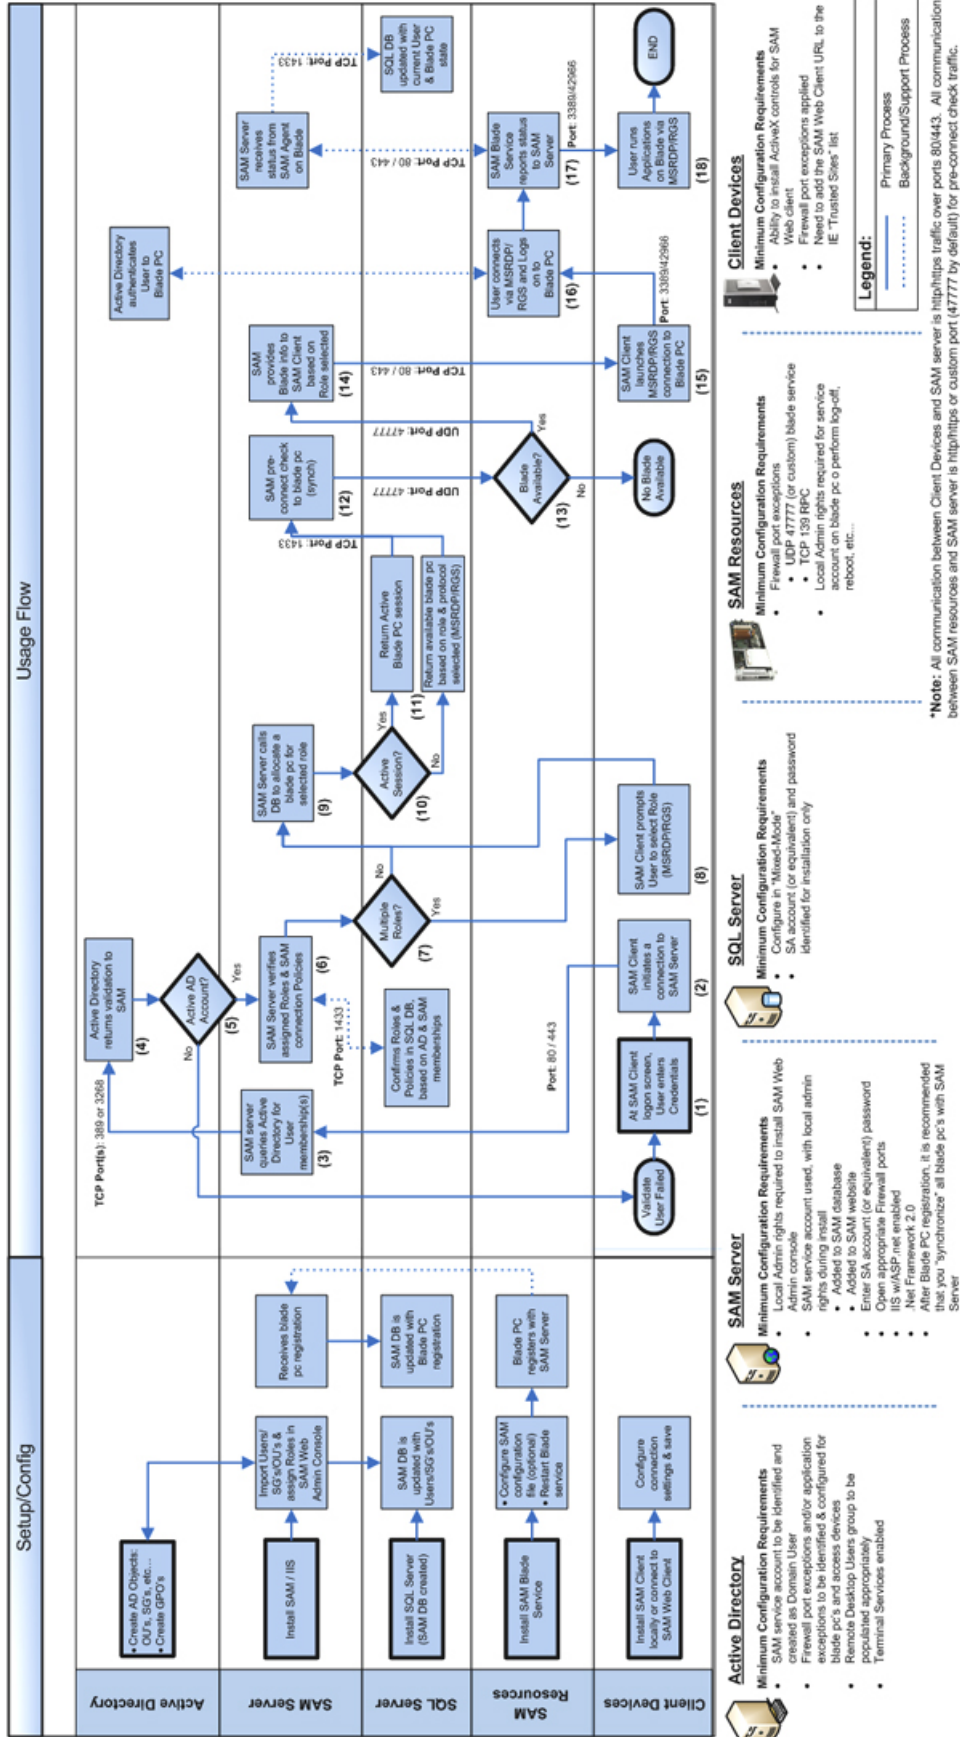 Setup/Config
Usage Flow
Active Directory
SAM Server
SQL Server
SAM
Resources
Client Devices
• Create AD Objects:
OU's, SG's, etc...
• Create GPO's
Install SAM / IIS
Import Users/
SG's/OU's &
assign Roles in
SAM Web
Admin Console
Receives blade
pc registration
Install SQL Server
(SAM DB created)
SAM DB is
updated with
Users/SG's/OU's
SAM DB is
updated with
Blade PC
registration
Install SAM Blade
Service
• Configure SAM
configuration
file (optional)
• Restart Blade
service
Blade PC
registers with
SAM Server
Install SAM Client
locally or connect to
SAM Web Client
Configure
connection
settings & save
Validate
User Failed
At SAM Client
logon screen,
User enters
Credentials
(1)
SAM Client
initiates a
connection to
SAM Server
(2)
Port: 80 / 443
SAM server
queries Active
Directory for
User
membership(s)
(3)
TCP Port(s): 389 or 3268
Active Directory
returns validation to
SAM
(4)
Active AD
Account?
(5)
No
Yes
SAM Server verifies
assigned Roles & SAM
connection Policies
(6)
TCP Port: 1433
Confirms Roles &
Policies in SQL DB,
based on AD & SAM
memberships
Multiple
Roles?
(7)
No
Yes
SAM Client prompts
User to select Role
(MSRDP/RGS)
(8)
SAM Server calls
DB to allocate a
blade pc for
selected role
(9)
Active
Session?
(10)
Yes
No
(11)
Return Active
Blade PC session
Return available blade pc
based on role & protocol
selected (MSRDP/RGS)
TCP Port: 1433
SAM pre-
connect check
to blade pc
(synch)
(12)
UDP Port: 47777
Blade
Available?
(13)
No
Yes
No Blade
Available
UDP Port: 47777
SAM
provides
Blade info to
SAM Client
based on
Role selected
(14)
TCP Port: 80 / 443
SAM Client
launches
MSRDP/RGS
connection to
Blade PC
(15)
Port: 3389/42966
User connects
via MSRDP/
RGS and Logs
on to
Blade PC
(16)
Active Directory
authenticates
User to
Blade PC
SAM Blade
Service
reports status
to SAM
Server
(17)
TCP Port: 80 / 443
SAM Server
receives
status from
SAM Agent
on Blade
TCP Port: 1433
SQL DB
updated with
current User
& Blade PC
state
Port: 3389/42966
User runs
Applications
on Blade via
MSRDP/RGS
(18)
END
Active Directory
Minimum Configuration Requirements
• SAM service account to be identified and
created as Domain User
• Firewall port exceptions and/or application
exceptions to be identified & configured for
blade pc's and access devices
• Remote Desktop Users group to be
populated appropriately
• Terminal Services enabled
SAM Server
Minimum Configuration Requirements
• Local Admin rights required to install SAM Web
Admin console
• SAM service account used, with local admin
rights during install
• Added to SAM database
• Added to SAM website
• Enter SA account (or equivalent) password
• Open appropriate Firewall ports
• IIS w/ASP.net enabled
• .Net Framework 2.0
• After Blade PC registration, it is recommended
that you "synchronize" all blade pc's with SAM
Server
SQL Server
Minimum Configuration Requirements
• Configure in "Mixed-Mode"
• SA account (or equivalent) and password
identified for installation only
SAM Resources
Minimum Configuration Requirements
• Firewall port exceptions
• UDP 47777 (or custom) blade service
• TCP 139 RPC
• Local Admin rights required for service
account on blade pc o perform log-off,
reboot, etc...
Client Devices
Minimum Configuration Requirements
• Ability to install ActiveX controls for SAM
Web client
• Firewall port exceptions applied
• Need to add the SAM Web Client URL to the
IE "Trusted Sites" list
Legend:
Primary Process
Background/Support Process
*Note: All communication between Client Devices and SAM server is http/https traffic over ports 80/443. All communication
between SAM resources and SAM server is http/https or custom port (47777 by default) for pre-connect check traffic.